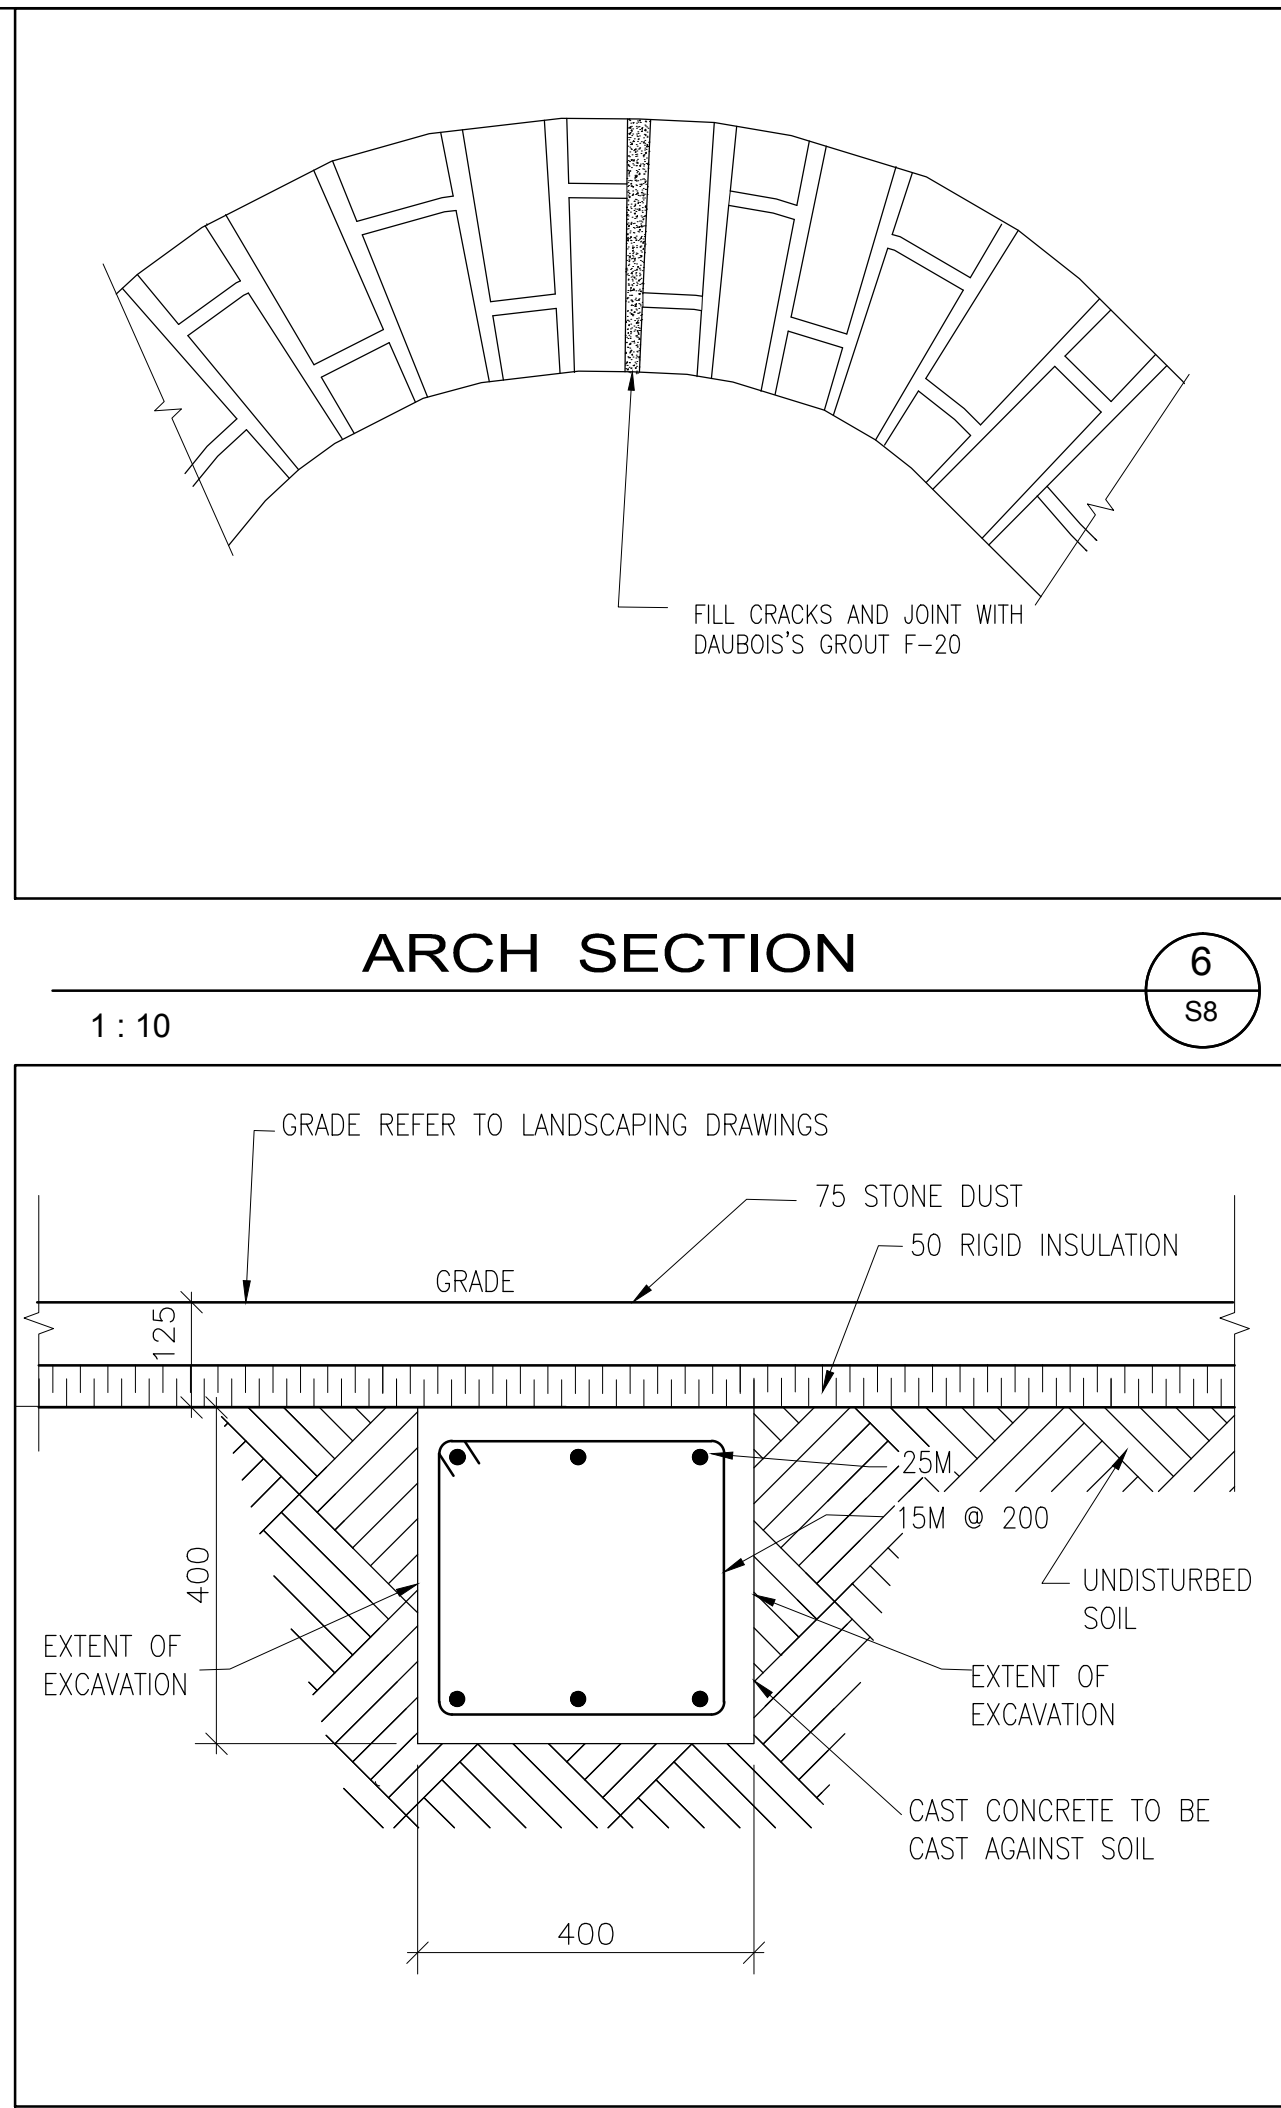 FILL CRACKS AND JOINT WITH
DAUBOIS'S GROUT F-20
ARCH SECTION
6
S8
1 : 10
GRADE REFER TO LANDSCAPING DRAWINGS
75 STONE DUST
50 RIGID INSULATION
GRADE
125
25M
15M @ 200
400
UNDISTURBED
SOIL
EXTENT OF
EXCAVATION
EXTENT OF
EXCAVATION
CAST CONCRETE TO BE
CAST AGAINST SOIL
400